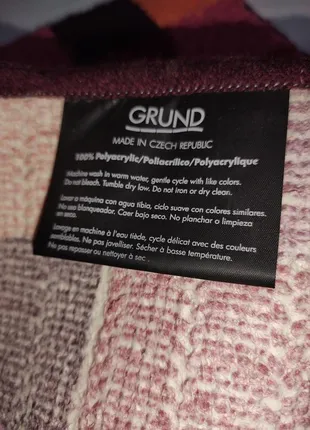 GRUND
MADE IN CZECH REPUBLIC
100% Polyacrylic/Poliacrilico/Polyacrylique
Machine wash in warm water, gentle cycle with like colors.
Do not bleach. Tumble dry low. Do not iron or dry clean.
Lavar a máquina con agua tibia, ciclo suave con colores similares.
No usar blanqueador. Caer bajo seco. No planchar o limpieza
en seco.
Lavage en machine à l'eau tiède, cycle délicat avec des couleurs
semblables. Ne pas javelliser. Sécher à basse température.
Ne pas repasser ou nettoyer à sec.